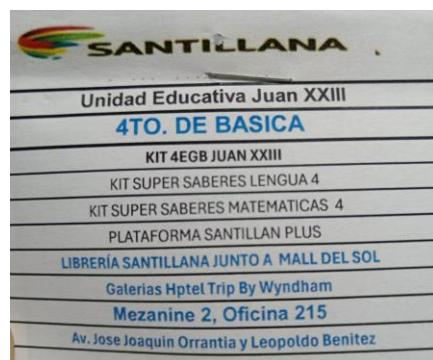 SANTILLANA
Unidad Educativa Juan XXIII
4TO. DE BASICA
KIT 4EGB JUAN XXIII
KIT SUPER SABERES LENGUA 4
KIT SUPER SABERES MATEMATICAS 4
PLATAFORMA SANTILLAN PLUS
LIBRERÍA SANTILLANA JUNTO A MALL DEL SOL
Galerias Hptel Trip By Wyndham
Mezanine 2, Oficina 215
Av. Jose Joaquin Orrantia y Leopoldo Benitez